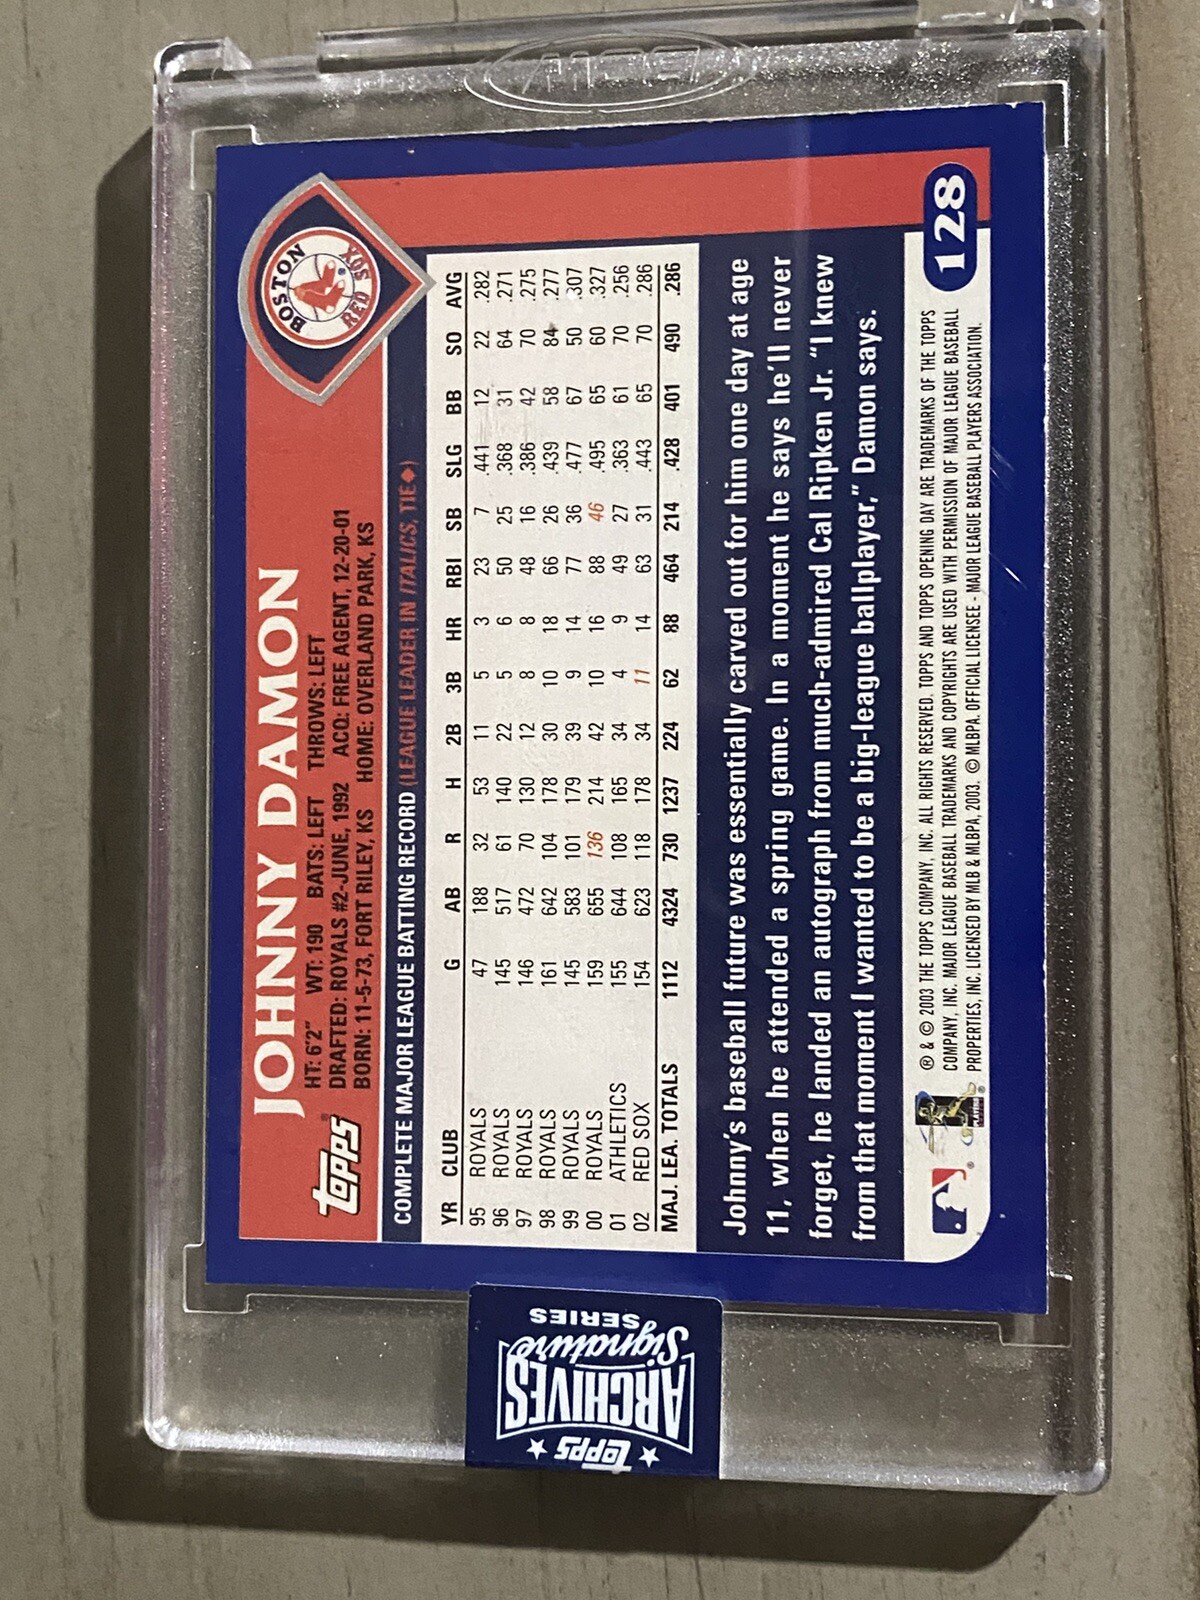 128
BOSTON
RED SOX
JOHNNY DAMON
topps
HT: 6'2" WT: 190 BATS: LEFT THROWS: LEFT
DRAFTED: ROYALS #2-JUNE, 1992 ACQ: FREE AGENT, 12-20-01
BORN: 11-5-73, FORT RILEY, KS HOME: OVERLAND PARK, KS
COMPLETE MAJOR LEAGUE BATTING RECORD (LEAGUE LEADER IN ITALICS, TIE♦)
YR CLUB G AB R H 2B 3B HR RBI SB SLG BB SO AVG
95 ROYALS 47 188 32 53 11 5 3 23 7 .441 12 22 .282
96 ROYALS 145 517 61 140 22 5 6 50 25 .368 31 64 .271
97 ROYALS 146 472 70 130 12 8 8 48 16 .386 42 70 .275
98 ROYALS 161 642 104 178 30 10 18 66 26 .439 58 84 .277
99 ROYALS 145 583 101 179 39 9 14 77 36 .477 67 50 .307
00 ROYALS 159 655 136 214 42 10 16 88 46 .495 65 60 .327
01 ATHLETICS 155 644 108 165 34 4 9 49 27 .363 61 70 .256
02 RED SOX 154 623 118 178 34 11 14 63 31 .443 65 70 .286
MAJ. LEA. TOTALS 1112 4324 730 1237 224 62 88 464 214 .428 401 490 .286
Johnny's baseball future was essentially carved out for him one day at age
11, when he attended a spring game. In a moment he says he'll never
forget, he landed an autograph from much-admired Cal Ripken Jr. "I knew
from that moment I wanted to be a big-league ballplayer," Damon says.
® & © 2003 THE TOPPS COMPANY, INC. ALL RIGHTS RESERVED. TOPPS AND TOPPS OPENING DAY ARE TRADEMARKS OF THE TOPPS
COMPANY, INC. MAJOR LEAGUE BASEBALL TRADEMARKS AND COPYRIGHTS ARE USED WITH PERMISSION OF MAJOR LEAGUE BASEBALL
PROPERTIES, INC. LICENSED BY MLB & MLBPA, 2003. © MLBPA. OFFICIAL LICENSEE - MAJOR LEAGUE BASEBALL PLAYERS ASSOCIATION.
topps
ARCHIVES
Signature
SERIES